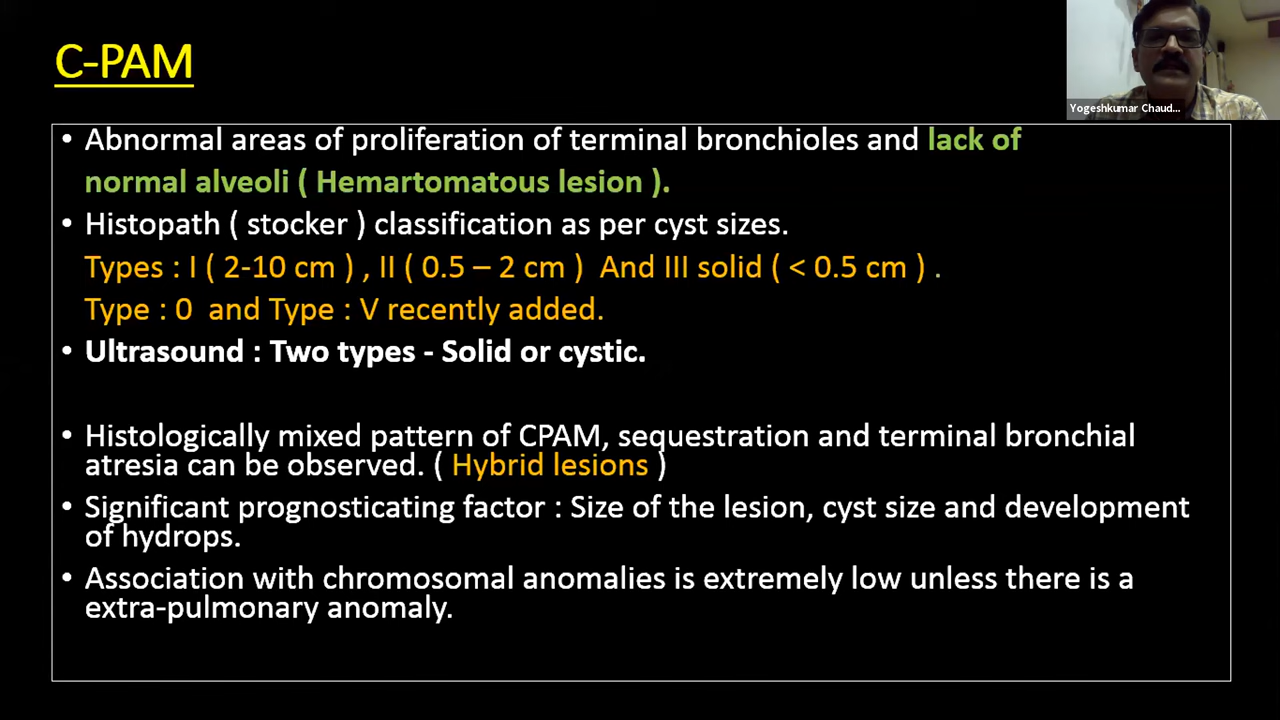 C-PAM
Yogeshkumar Chaud...
• Abnormal areas of proliferation of terminal bronchioles and lack of
normal alveoli ( Hemartomatous lesion ).
• Histopath ( stocker ) classification as per cyst sizes.
Types : I ( 2-10 cm ) , II ( 0.5 – 2 cm ) And III solid ( < 0.5 cm ) .
Type : 0 and Type : V recently added.
• Ultrasound : Two types - Solid or cystic.
• Histologically mixed pattern of CPAM, sequestration and terminal bronchial
atresia can be observed. ( Hybrid lesions )
• Significant prognosticating factor : Size of the lesion, cyst size and development
of hydrops.
• Association with chromosomal anomalies is extremely low unless there is a
extra-pulmonary anomaly.